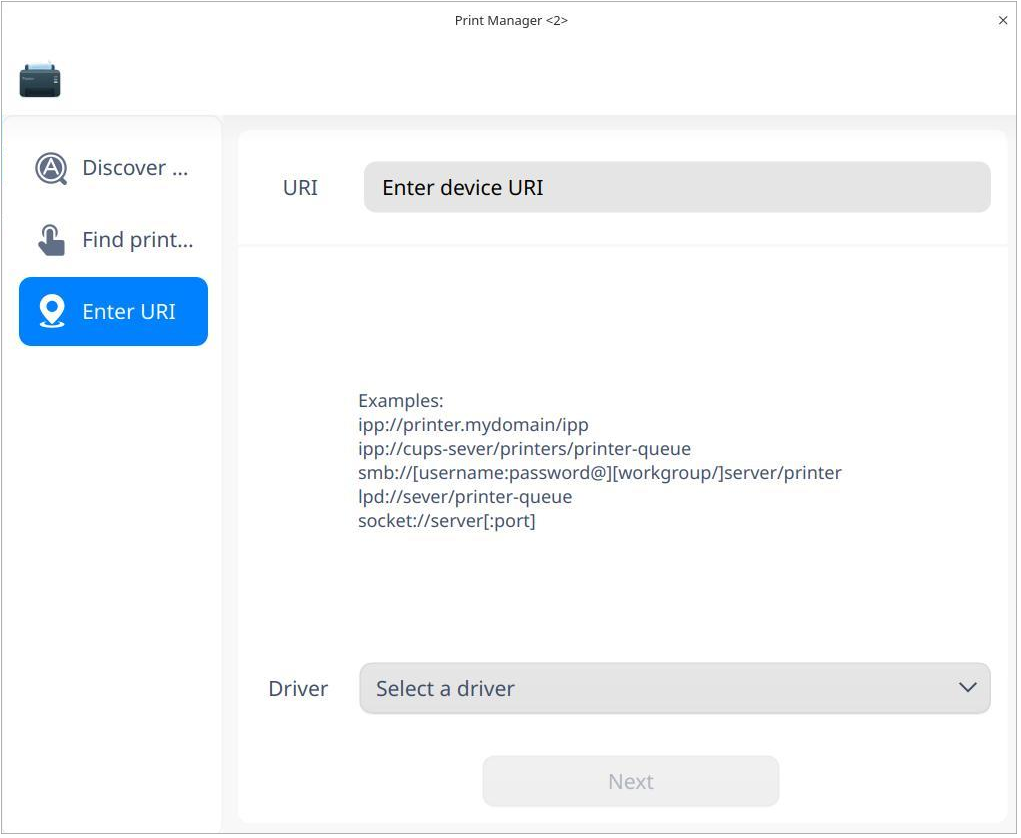 Print Manager <2>
Discover ...
Find print...
Enter URI
URI
Enter device URI
Examples:
ipp://printer.mydomain/ipp
ipp://cups-sever/printers/printer-queue
smb://[username:password@][workgroup/]server/printer
lpd://sever/printer-queue
socket://server[:port]
Driver
Select a driver
Next